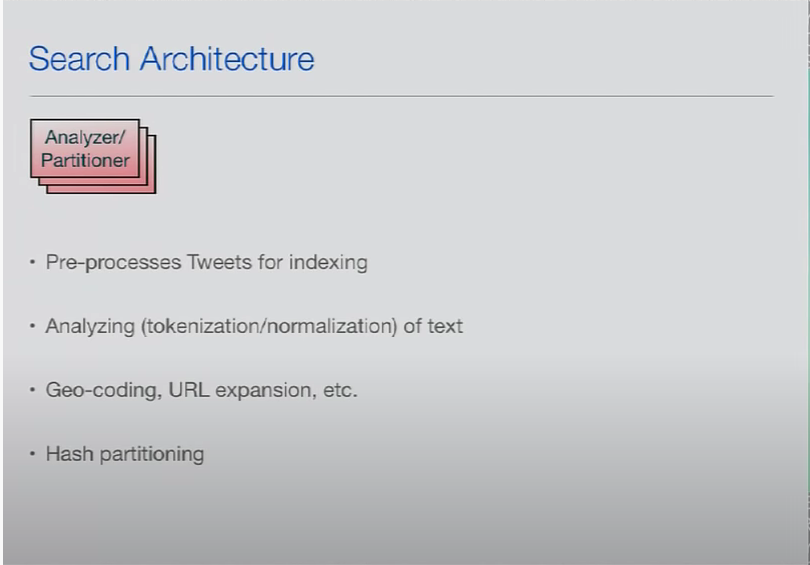 Search Architecture
Analyzer/
Partitioner
• Pre-processes Tweets for indexing
• Analyzing (tokenization/normalization) of text
• Geo-coding, URL expansion, etc.
• Hash partitioning